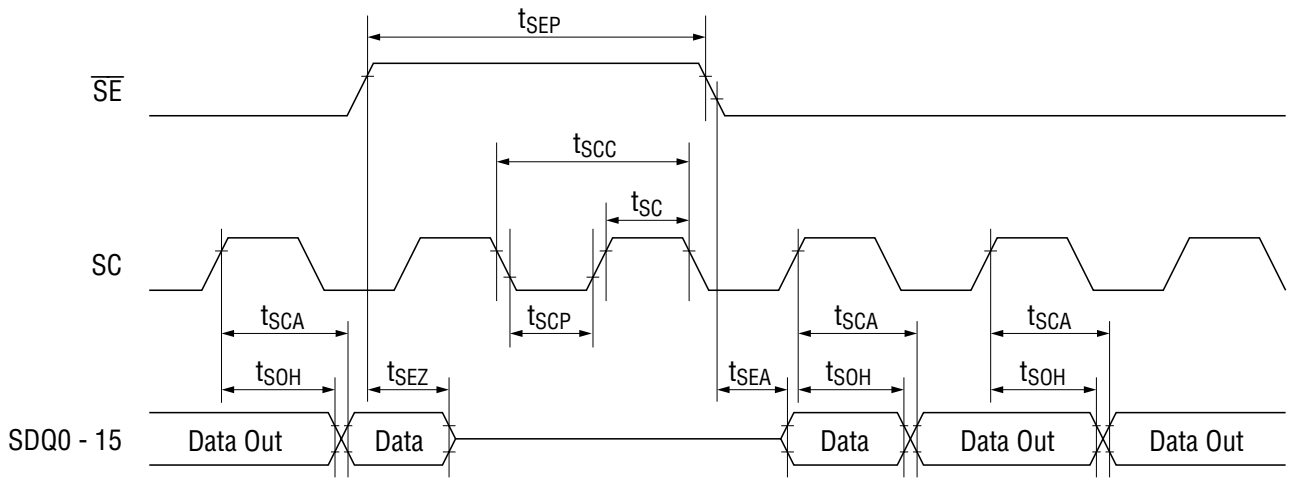 tSEP
SE
tSCC
tSC
SC
tSCP
tSCA tSCA tSCA
tSOH tSEZ tSEA tSOH tSOH
SDQ0 - 15 Data Out Data Data Data Out Data Out